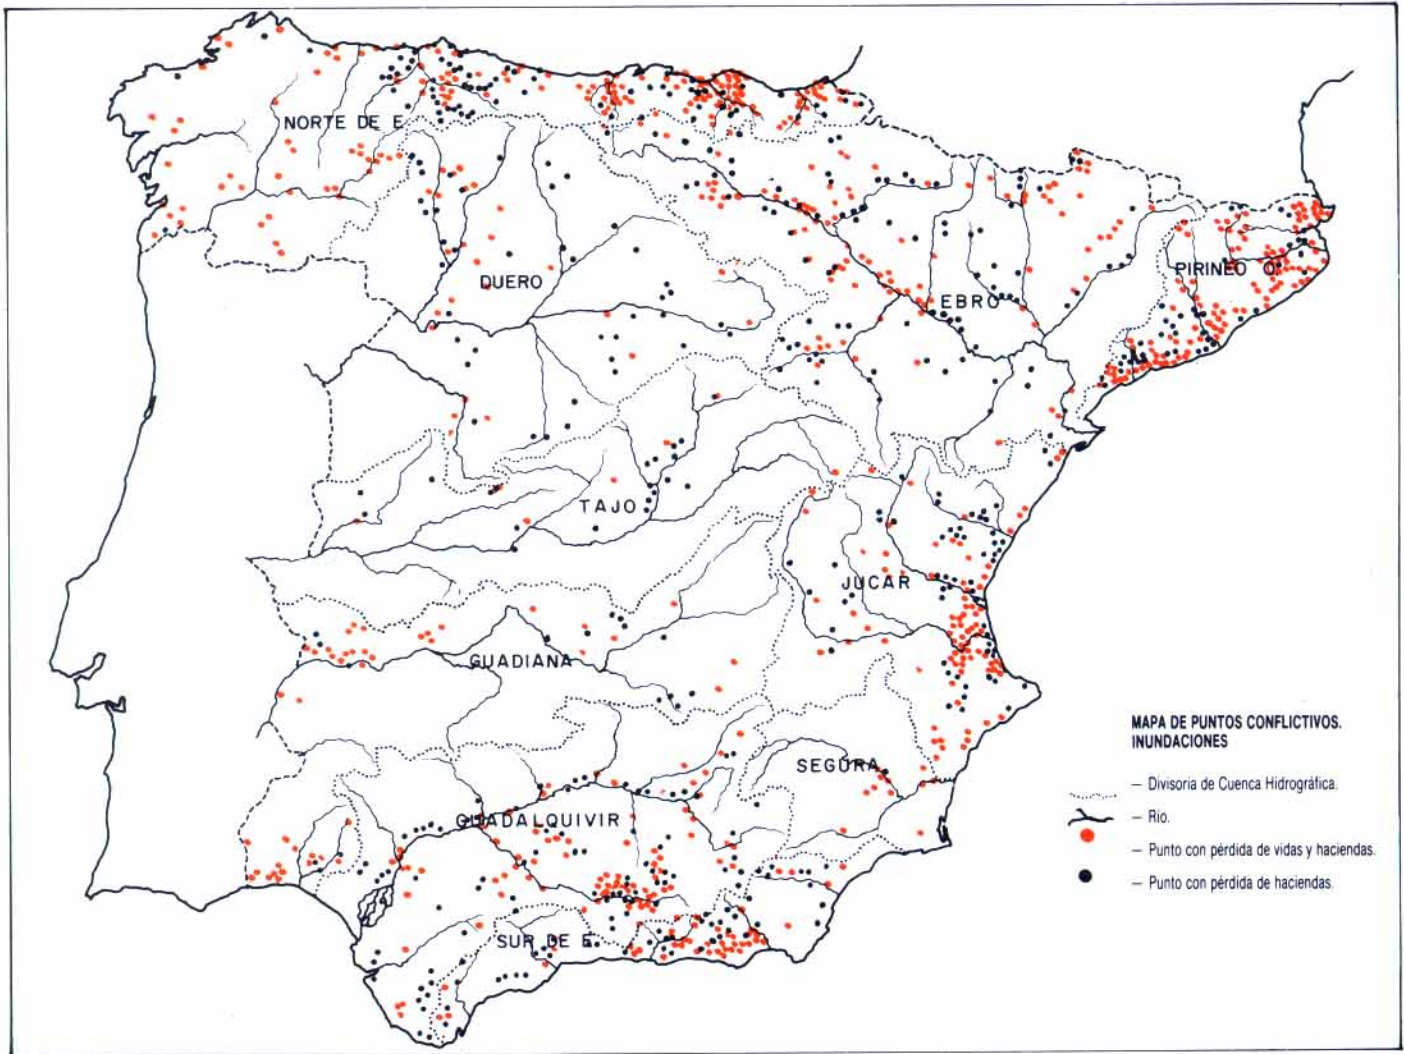 NORTE DE E.
DUERO
EBRO
PIRINEO O.
TAJO
JUCAR
GUADIANA
SEGURA
GUADALQUIVIR
SUR DE E.
MAPA DE PUNTOS CONFLICTIVOS.
INUNDACIONES
— Divisoria de Cuenca Hidrográfica.
— Rio.
— Punto con pérdida de vidas y haciendas.
— Punto con pérdida de haciendas.